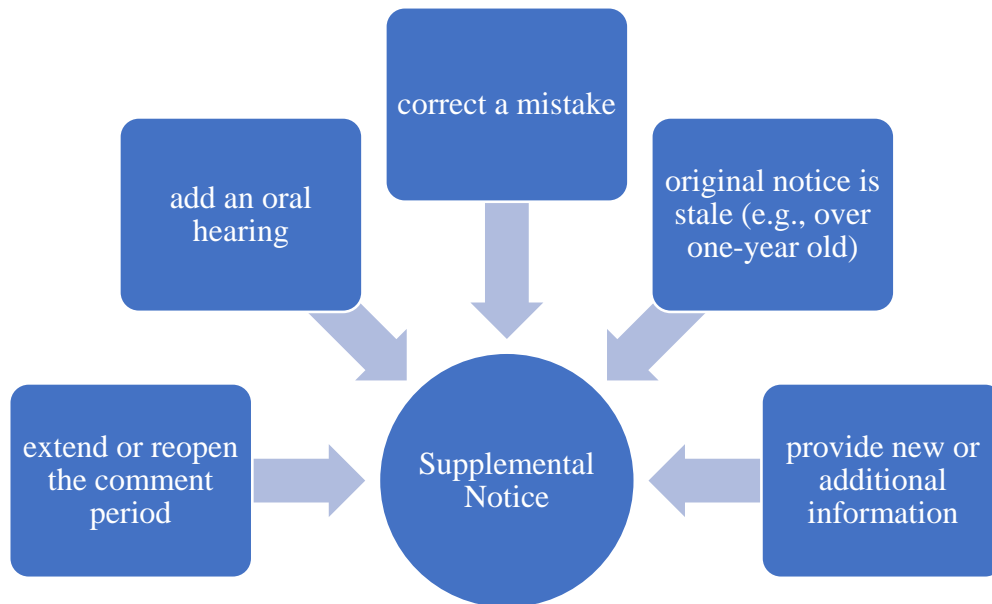 correct a mistake
add an oral
hearing
original notice is
stale (e.g., over
one-year old)
extend or reopen
the comment
period
Supplemental
Notice
provide new or
additional
information